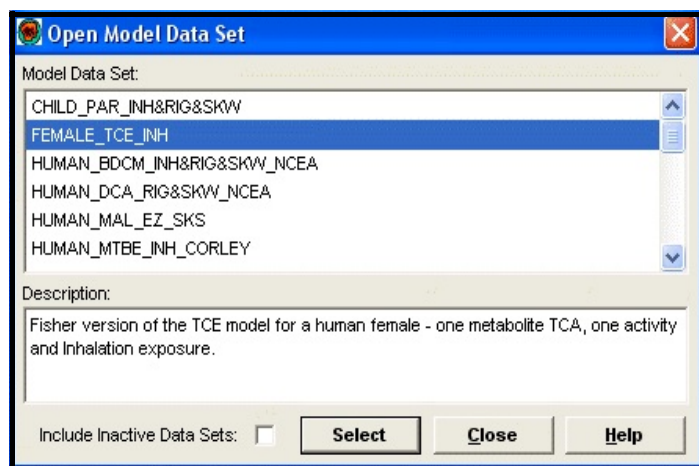 Open Model Data Set
Model Data Set:
CHILD_PAR_INH&RIG&SKW
FEMALE_TCE_INH
HUMAN_BDCM_INH&RIG&SKW_NCEA
HUMAN_DCA_RIG&SKW_NCEA
HUMAN_MAL_EZ_SKS
HUMAN_MTBE_INH_CORLEY
Description:
Fisher version of the TCE model for a human female - one metabolite TCA, one activity
and Inhalation exposure.
Include Inactive Data Sets:
Select
Close
Help